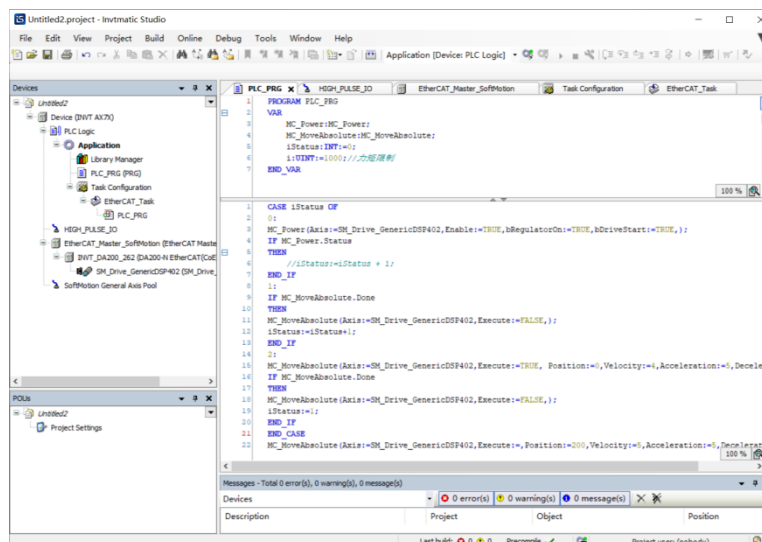 Untitled2.project - Invtmatic Studio
File Edit View Project Build Online Debug Tools Window Help
Application [Device: PLC Logic]
Devices
Untitled2
Device (INVT AX7X)
PLC Logic
Application
Library Manager
PLC_PRG (PRG)
Task Configuration
EtherCAT_Task
PLC_PRG
HIGH_PULSE_IO
EtherCAT_Master_SoftMotion (EtherCAT Maste
INVT_DA200_262 (DA200-N EtherCAT(CoE
SM_Drive_GenericDSP402 (SM_Drive_
SoftMotion General Axis Pool
POUs
Untitled2
Project Settings
PLC_PRG HIGH_PULSE_IO EtherCAT_Master_SoftMotion Task Configuration EtherCAT_Task
1 PROGRAM PLC_PRG
2 VAR
3 MC_Power:MC_Power;
4 MC_MoveAbsolute:MC_MoveAbsolute;
5 iStatus:INT:=0;
6 i:UINT:=1000;//力矩限制
7 END_VAR
100 %
1 CASE iStatus OF
2 0:
3 MC_Power(Axis:=SM_Drive_GenericDSP402,Enable:=TRUE,bRegulatorOn:=TRUE,bDriveStart:=TRUE,);
4 IF MC_Power.Status
5 THEN
6 //iStatus:=iStatus + 1;
7 END_IF
8 1:
9 IF MC_MoveAbsolute.Done
10 THEN
11 MC_MoveAbsolute(Axis:=SM_Drive_GenericDSP402,Execute:=FALSE,);
12 iStatus:=iStatus+1;
13 END_IF
14 2:
15 MC_MoveAbsolute(Axis:=SM_Drive_GenericDSP402,Execute:=TRUE, Position:=0,Velocity:=4,Acceleration:=5,Decele
16 IF MC_MoveAbsolute.Done
17 THEN
18 MC_MoveAbsolute(Axis:=SM_Drive_GenericDSP402,Execute:=FALSE,);
19 iStatus:=1;
20 END_IF
21 END_CASE
22 MC_MoveAbsolute(Axis:=SM_Drive_GenericDSP402,Execute:=,Position:=200,Velocity:=5,Acceleration:=5,Decelerat
100 %
Messages - Total 0 error(s), 0 warning(s), 0 message(s)
Devices 0 error(s) 0 warning(s) 0 message(s)
Description Project Object Position
Last build: 0 0 Precompile Project user: (nobody)